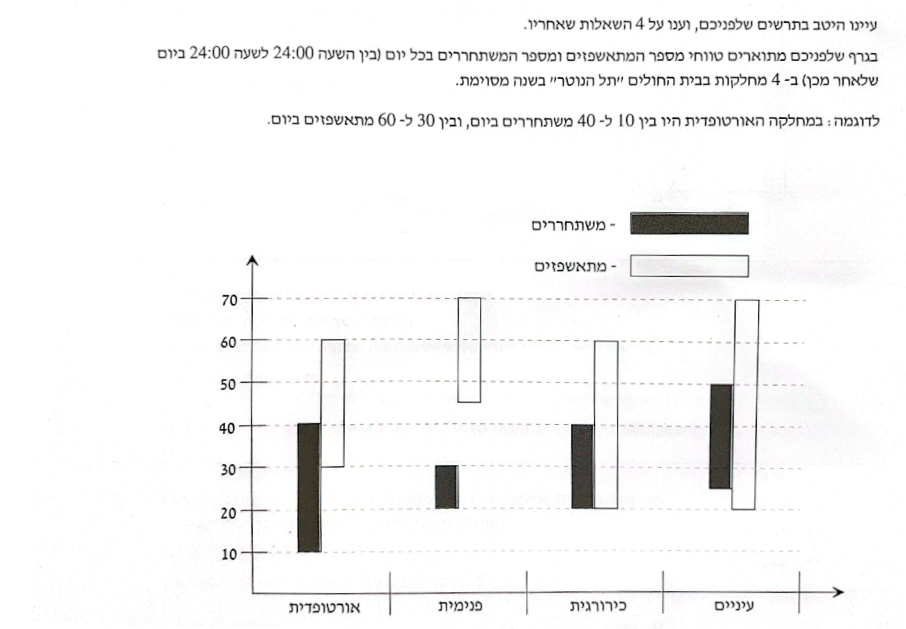 עיינו היטב בתרשים שלפניכם, וענו על 4 השאלות שאחריו.
בגרף שלפניכם מתוארים טווחי מספר המתאשפזים ומספר המשתחררים בכל יום (בין השעה 24:00 לשעה 24:00 ביום
שלאחר מכן) ב- 4 מחלקות בבית החולים "תל הנוטר" בשנה מסוימת.
לדוגמה: במחלקה האורטופדית היו בין 10 ל- 40 משתחררים ביום, ובין 30 ל- 60 מתאשפזים ביום.
- משתחררים
- מתאשפזים
70
60
50
40
30
20
10
אורטופדית פנימית כירורגית עיניים